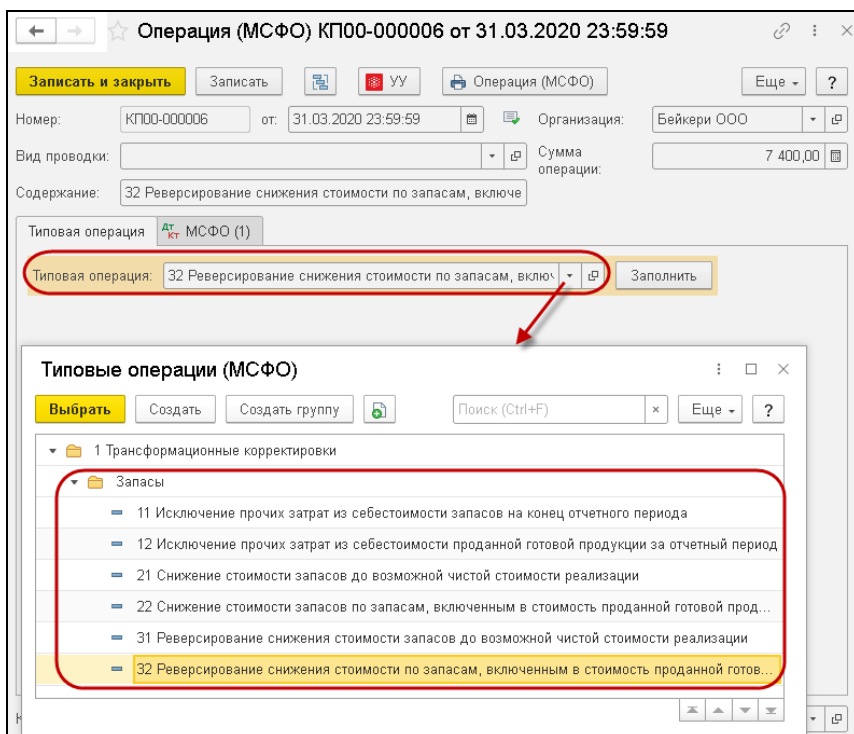 Операция (МСФО) КП00-000006 от 31.03.2020 23:59:59
Записать и закрыть Записать УУ Операция (МСФО) Еще ?
Номер: КП00-000006 от: 31.03.2020 23:59:59 Организация: Бейкери ООО
Вид проводки: Сумма операции: 7 400,00
Содержание: 32 Реверсирование снижения стоимости по запасам, включе
Типовая операция Дт Кт МСФО (1)
Типовая операция: 32 Реверсирование снижения стоимости по запасам, вклю Заполнить
Типовые операции (МСФО)
Выбрать Создать Создать группу Поиск (Ctrl+F) × Еще ?
1 Трансформационные корректировки
Запасы
11 Исключение прочих затрат из себестоимости запасов на конец отчетного периода
12 Исключение прочих затрат из себестоимости проданной готовой продукции за отчетный период
21 Снижение стоимости запасов до возможной чистой стоимости реализации
22 Снижение стоимости запасов по запасам, включенным в стоимость проданной готовой прод...
31 Реверсирование снижения стоимости запасов до возможной чистой стоимости реализации
32 Реверсирование снижения стоимости по запасам, включенным в стоимость проданной готов...